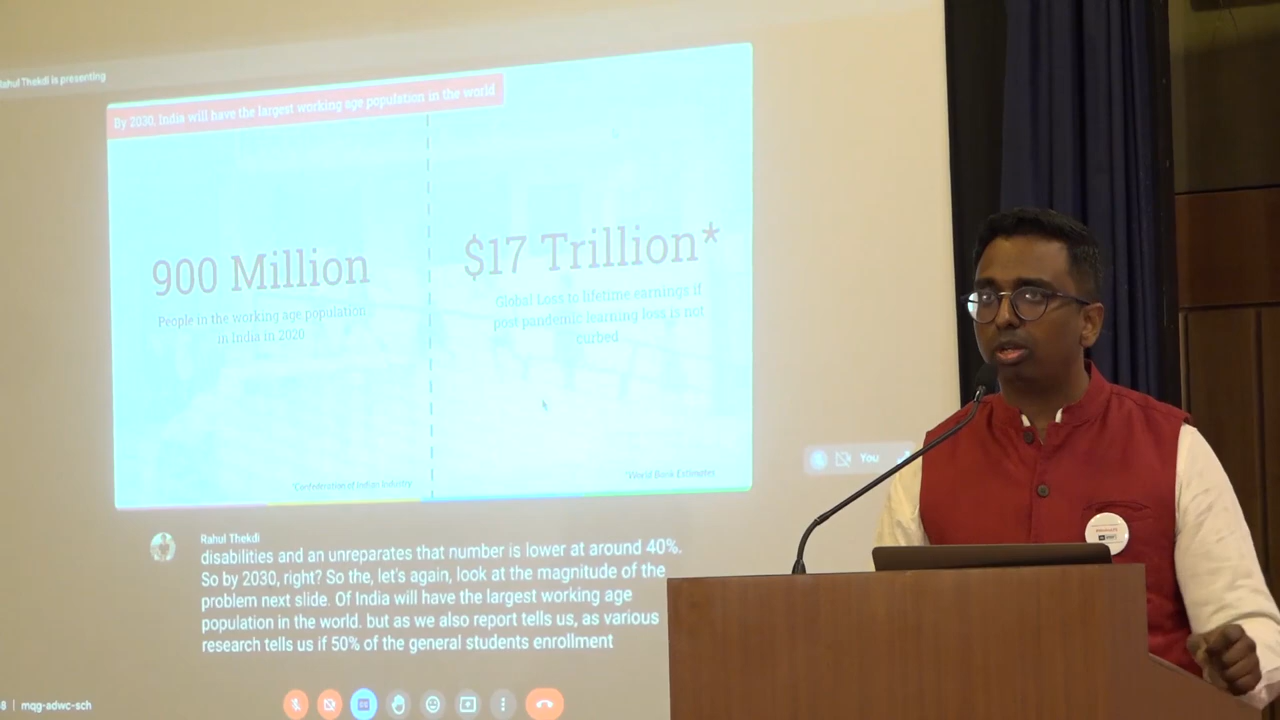 Rahul Thekdi is presenting
By 2030, India will have the largest working age population in the world
900 Million
People in the working age population
in India in 2020
$17 Trillion*
Global Loss to lifetime earnings if
post pandemic learning loss is not
curbed
*Confederation of Indian Industry
*World Bank Estimates
You
Rahul Thekdi
disabilities and an unreparates that number is lower at around 40%.
So by 2030, right? So the, let's again, look at the magnitude of the
problem next slide. Of India will have the largest working age
population in the world. but as we also report tells us, as various
research tells us if 50% of the general students enrollment
8 | mqg-adwc-sch